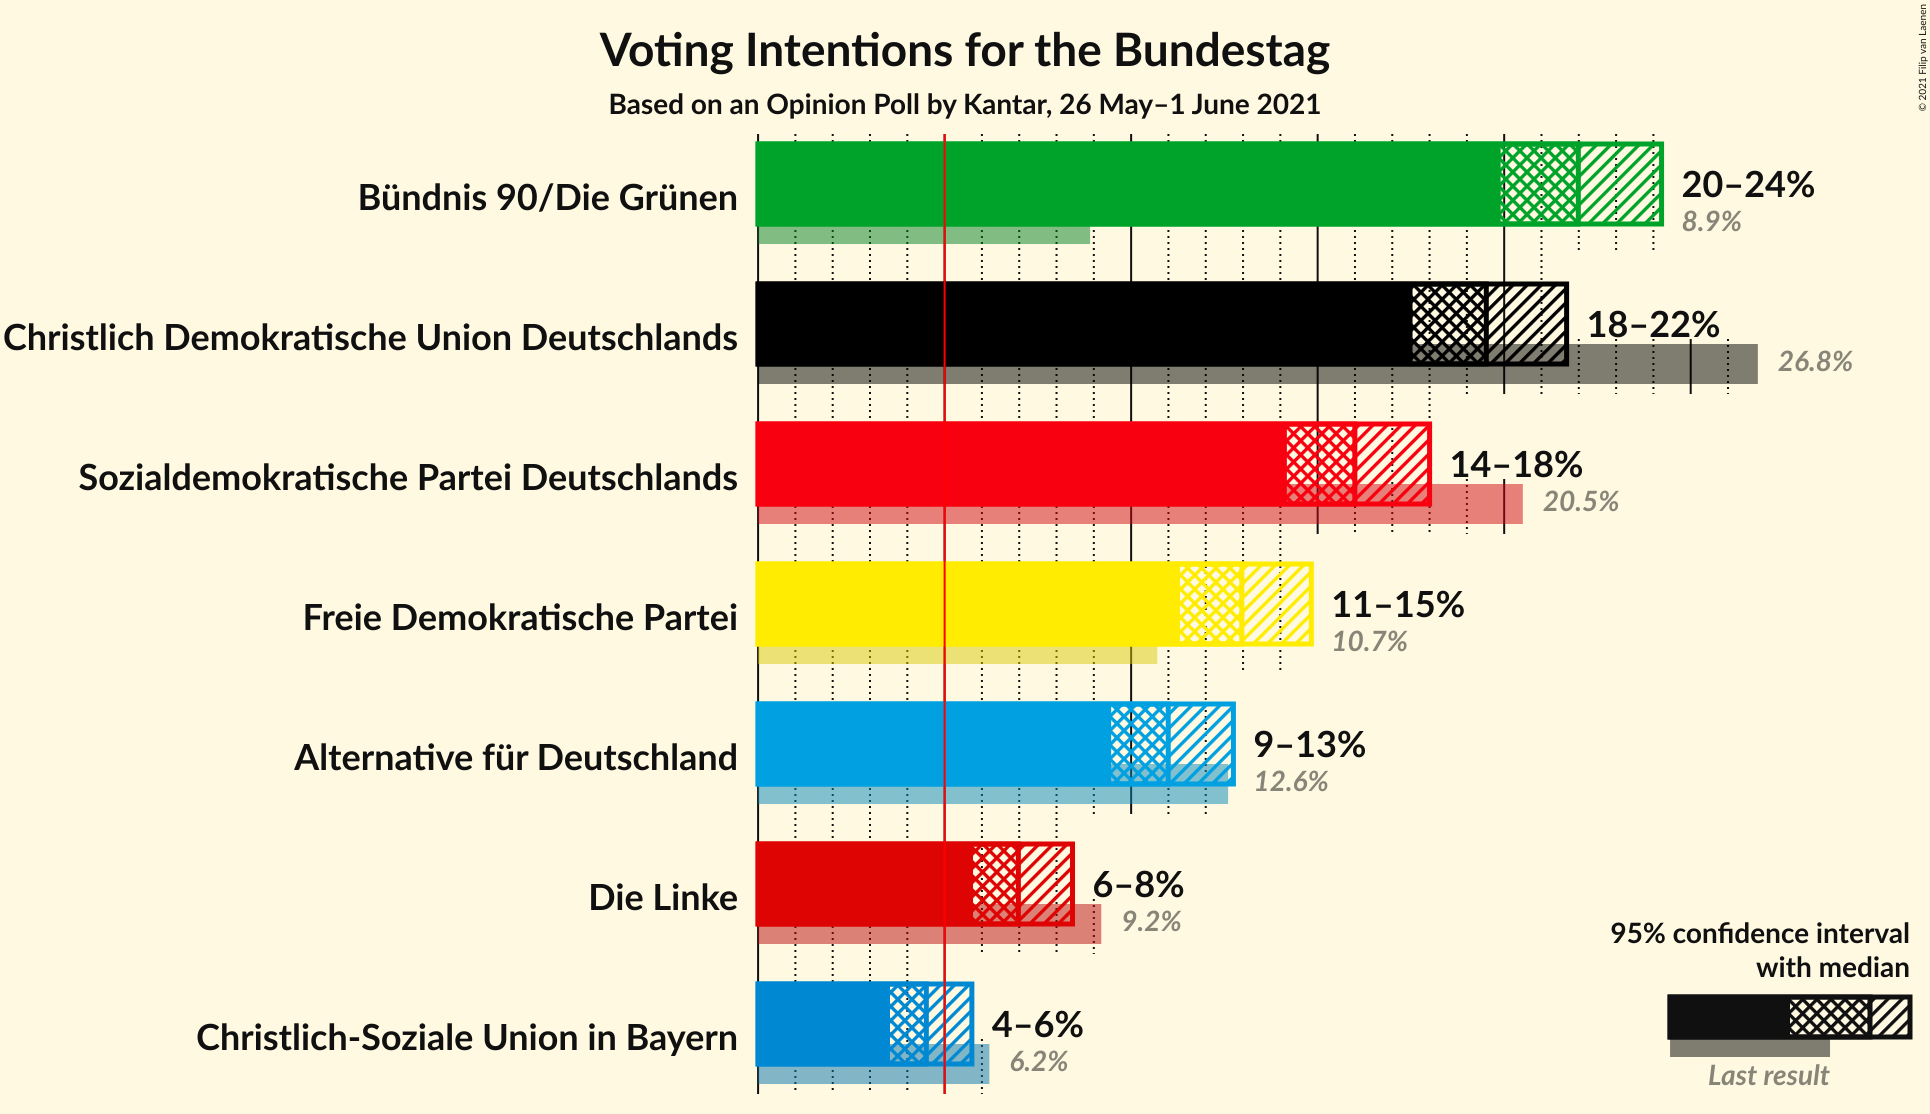 Voting Intentions for the Bundestag
Based on an Opinion Poll by Kantar, 26 May–1 June 2021
© 2021 Filip van Laenen
Bündnis 90/Die Grünen
20–24%
8.9%
Christlich Demokratische Union Deutschlands
18–22%
26.8%
Sozialdemokratische Partei Deutschlands
14–18%
20.5%
Freie Demokratische Partei
11–15%
10.7%
Alternative für Deutschland
9–13%
12.6%
Die Linke
6–8%
9.2%
Christlich-Soziale Union in Bayern
4–6%
6.2%
95% confidence interval
with median
Last result